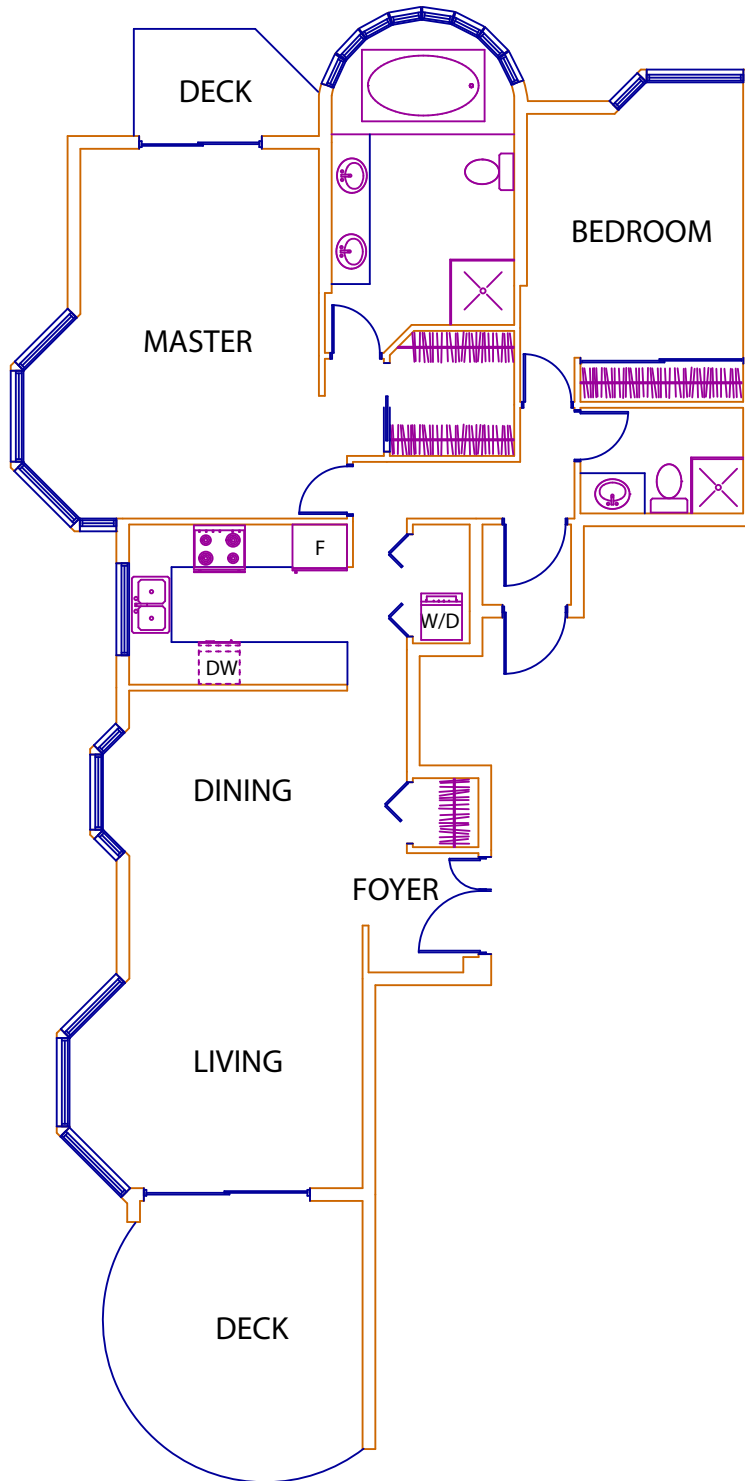 DECK
BEDROOM
MASTER
F
W/D
DW
DINING
FOYER
LIVING
DECK